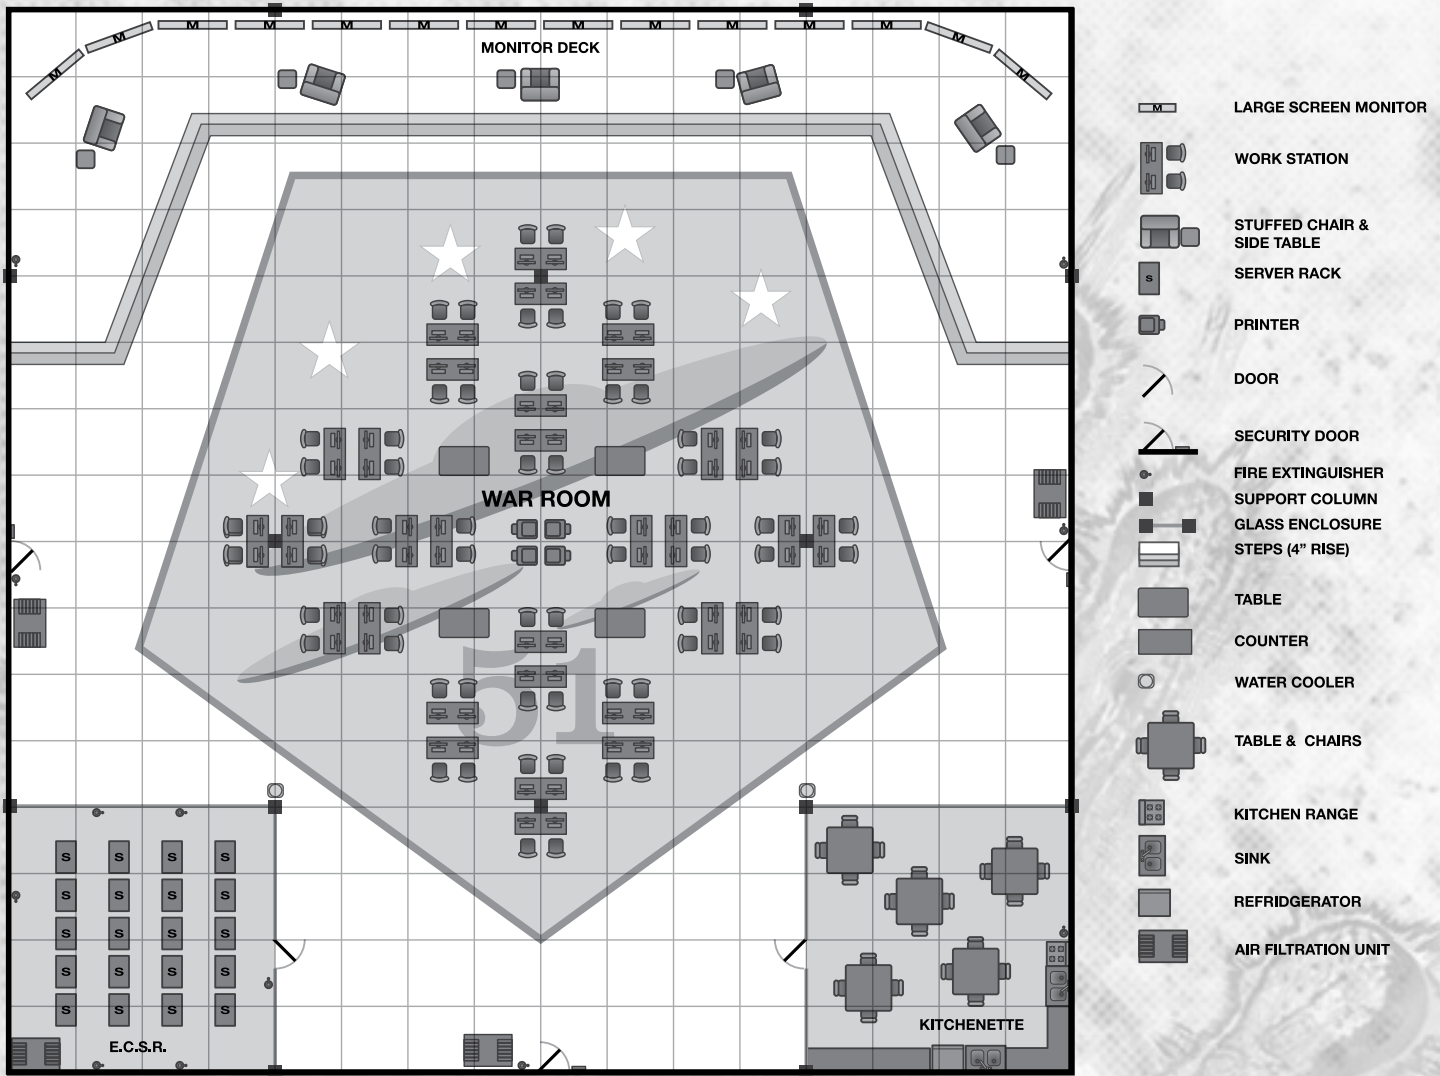 M M M M M M M M M M M M M M
MONITOR DECK
WAR ROOM
51
S S S S
S S S S
S S S S
S S S S
S S S S
E.C.S.R.
KITCHENETTE
M LARGE SCREEN MONITOR
WORK STATION
STUFFED CHAIR &
SIDE TABLE
S SERVER RACK
PRINTER
DOOR
SECURITY DOOR
FIRE EXTINGUISHER
SUPPORT COLUMN
GLASS ENCLOSURE
STEPS (4” RISE)
TABLE
COUNTER
WATER COOLER
TABLE & CHAIRS
KITCHEN RANGE
SINK
REFRIDGERATOR
AIR FILTRATION UNIT